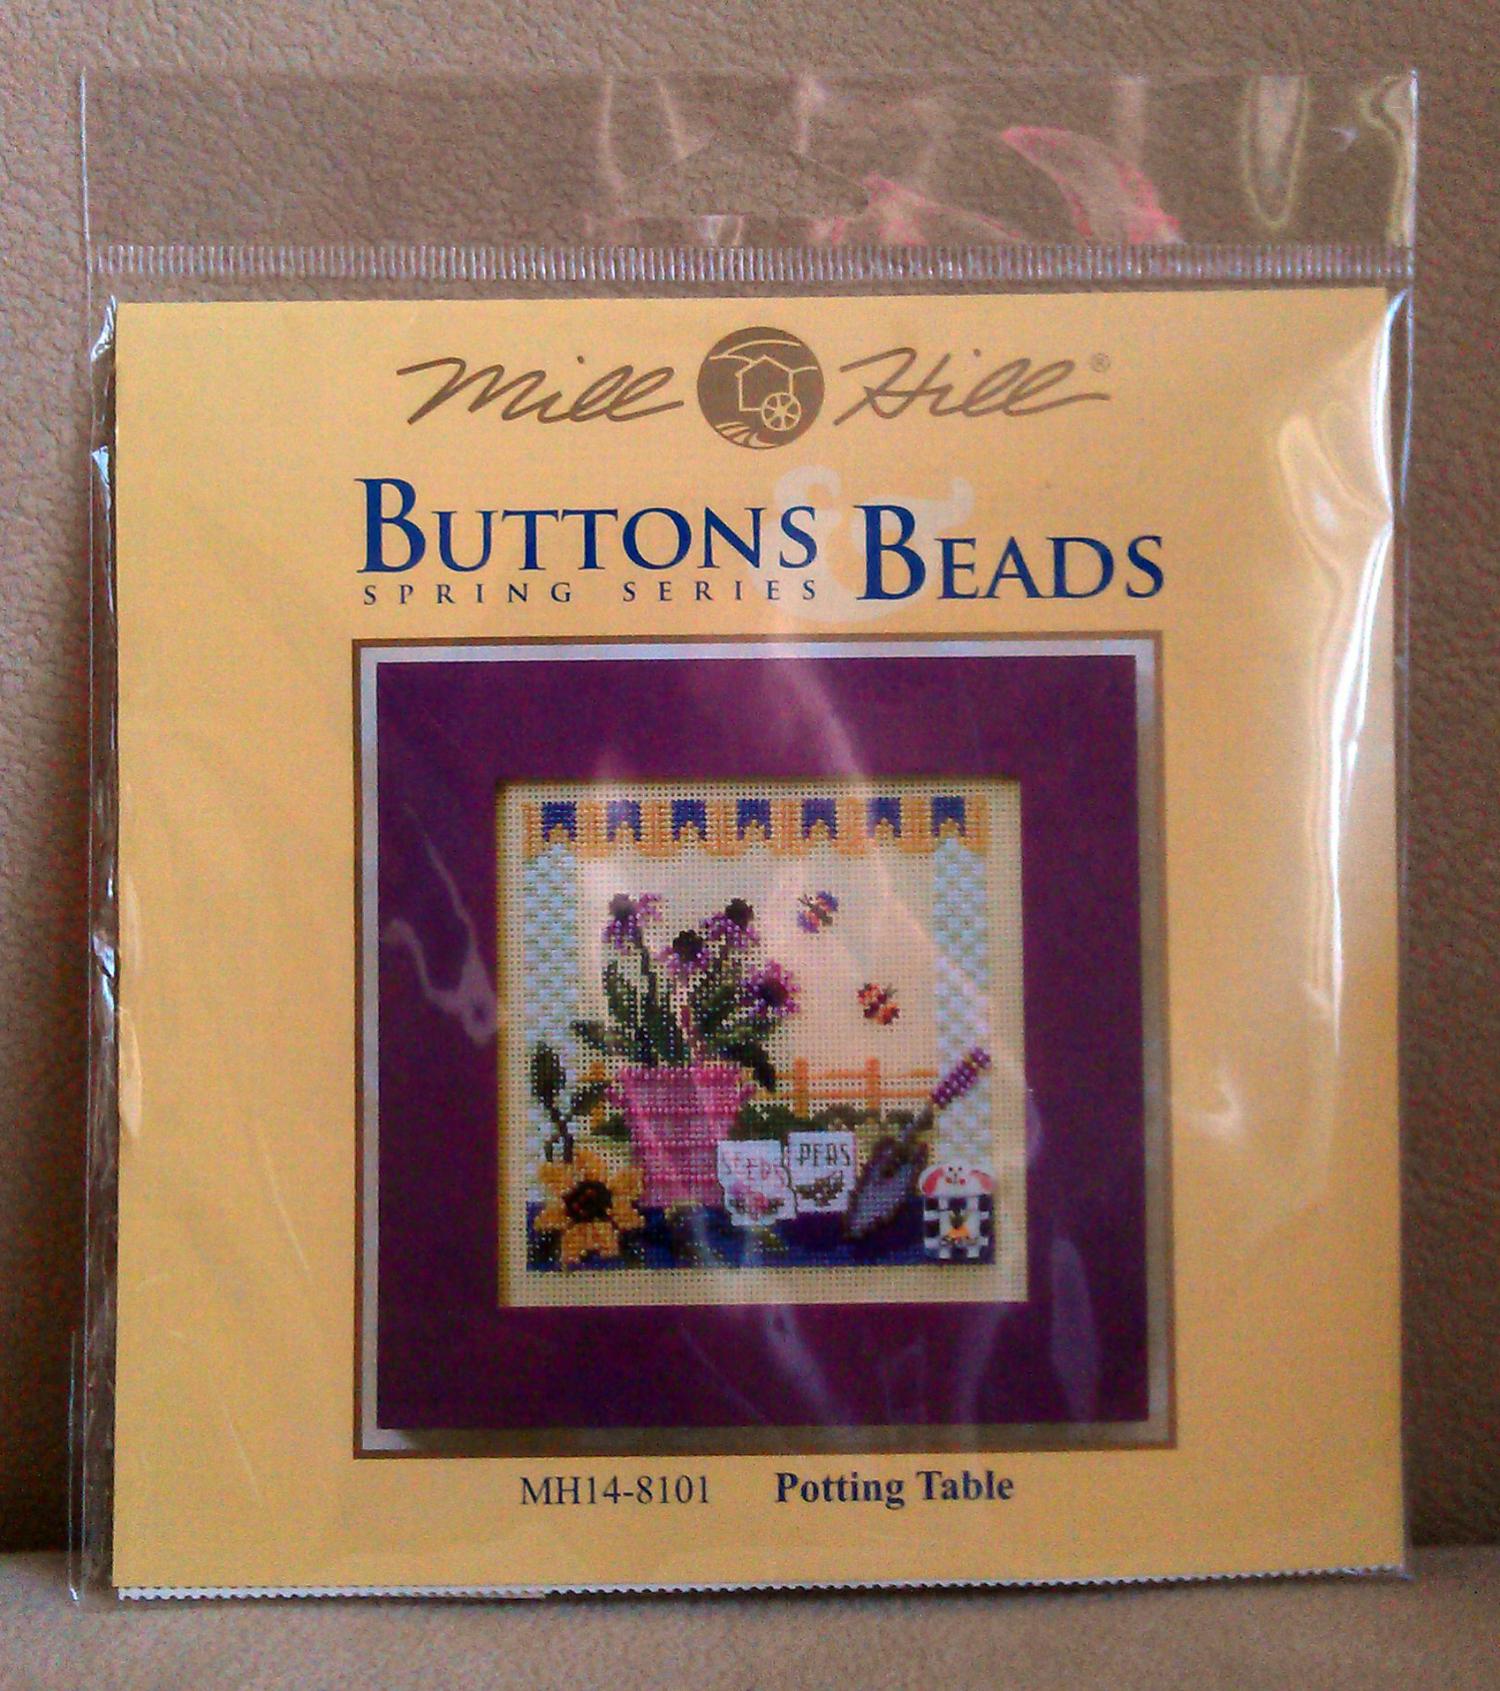 Mill Hill®
BUTTONS & BEADS
SPRING SERIES
SEEDS PEAS
MH14-8101 Potting Table